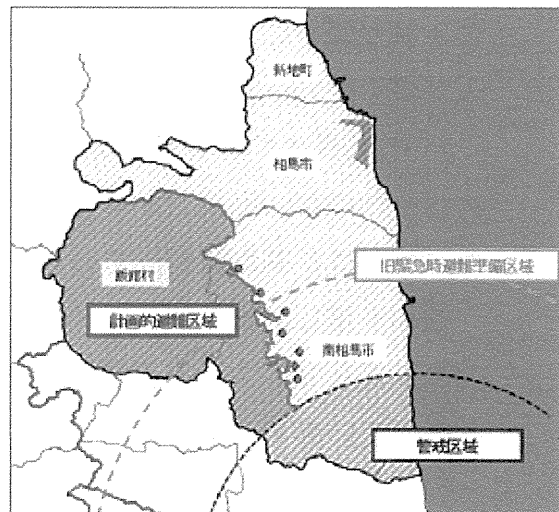 新地町
相馬市
旧緊急時避難準備区域
飯舘村
計画的避難区域
南相馬市
警戒区域